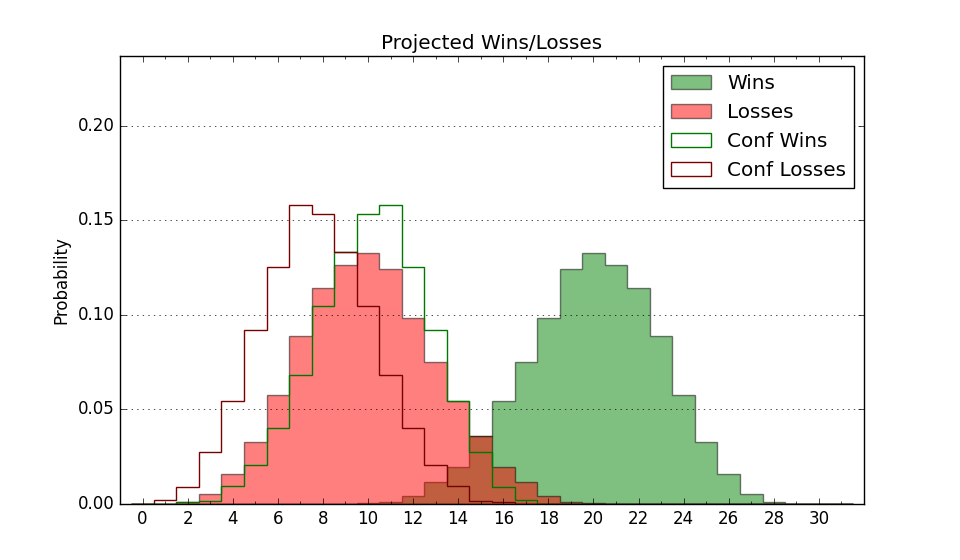 Projected Wins/Losses
Wins
Losses
Conf Wins
Conf Losses
Probability
0.20
0.15
0.10
0.05
0.00
0 2 4 6 8 10 12 14 16 18 20 22 24 26 28 30